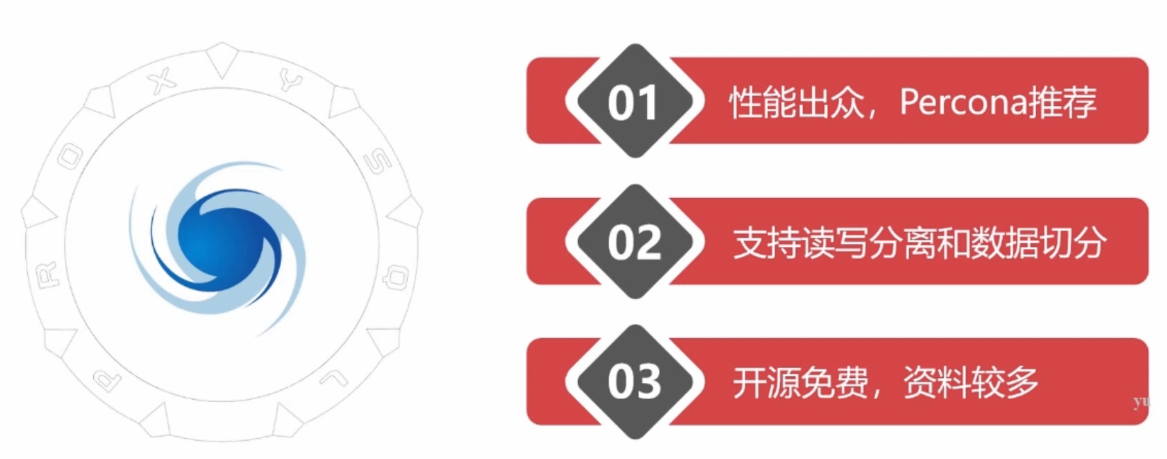 PROXYSQL
01
性能出众，Percona推荐
02
支持读写分离和数据切分
03
开源免费，资料较多
yu